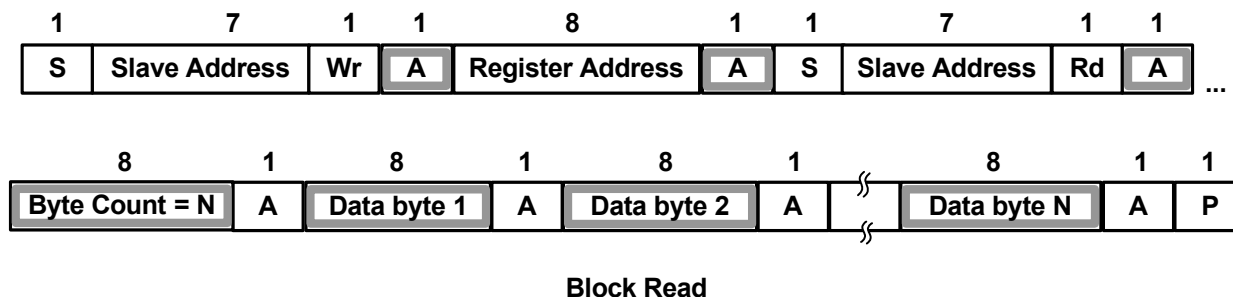 1 7 1 1 8 1 1 7 1 1
S Slave Address Wr A Register Address A S Slave Address Rd A ...
8 1 8 1 8 1 8 1 1
Byte Count = N A Data byte 1 A Data byte 2 A Data byte N A P
Block Read